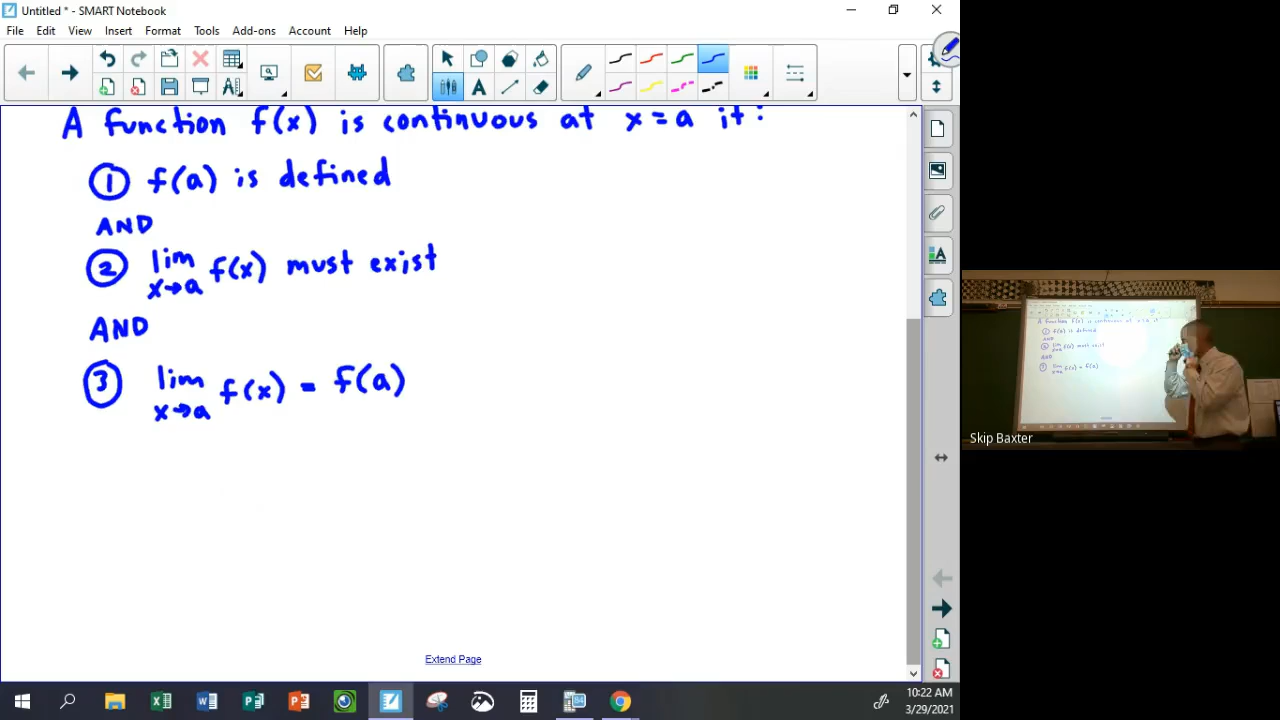 Untitled * - SMART Notebook
File Edit View Insert Format Tools Add-ons Account Help
A function f(x) is continuous at x = a if :
① f(a) is defined
AND
② lim f(x) must exist
x→a
AND
③ lim f(x) = f(a)
x→a
Extend Page
Skip Baxter
84
10:22 AM
3/29/2021